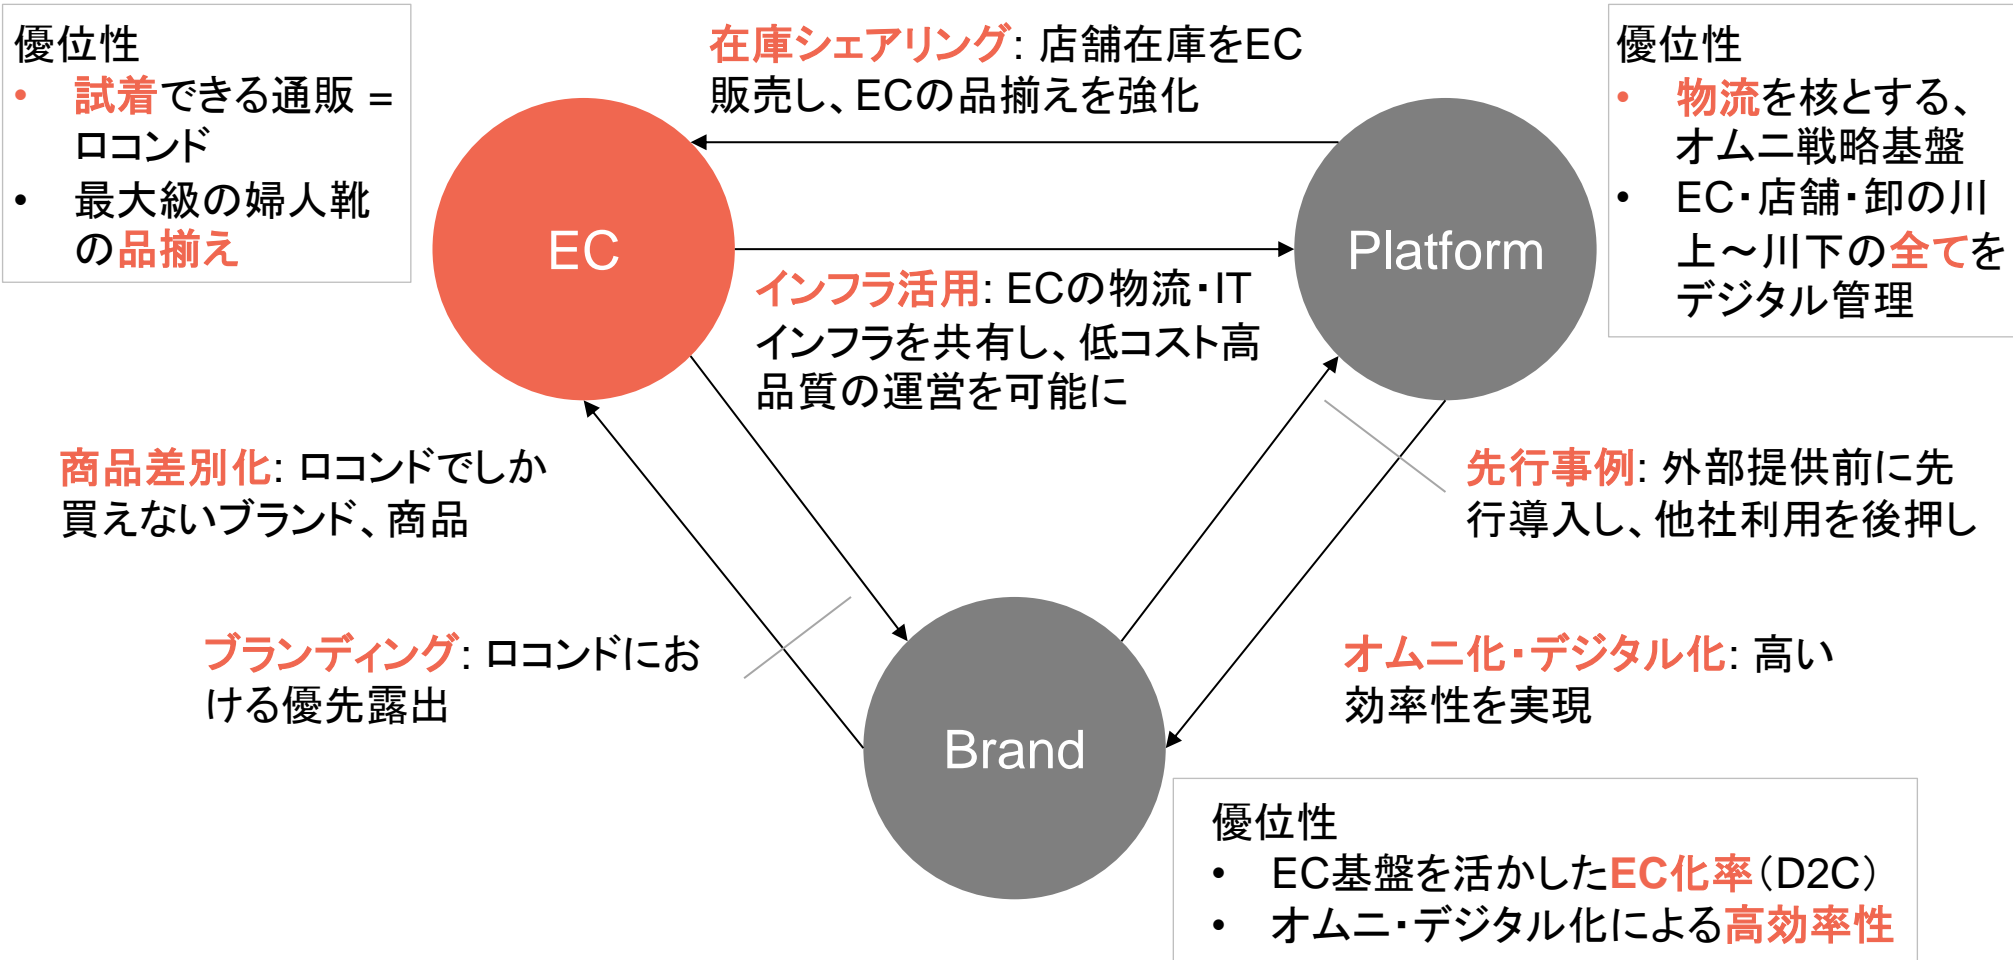 優位性
• 試着できる通販 =
ロコンド
• 最大級の婦人靴
の品揃え
在庫シェアリング: 店舗在庫をEC
販売し、ECの品揃えを強化
優位性
• 物流を核とする、
オムニ戦略基盤
• EC・店舗・卸の川
上～川下の全てを
デジタル管理
EC
Platform
インフラ活用: ECの物流・IT
インフラを共有し、低コスト高
品質の運営を可能に
商品差別化: ロコンドでしか
買えないブランド、商品
先行事例: 外部提供前に先
行導入し、他社利用を後押し
ブランディング: ロコンドにお
ける優先露出
オムニ化・デジタル化: 高い
効率性を実現
Brand
優位性
• EC基盤を活かしたEC化率（D2C）
• オムニ・デジタル化による高効率性